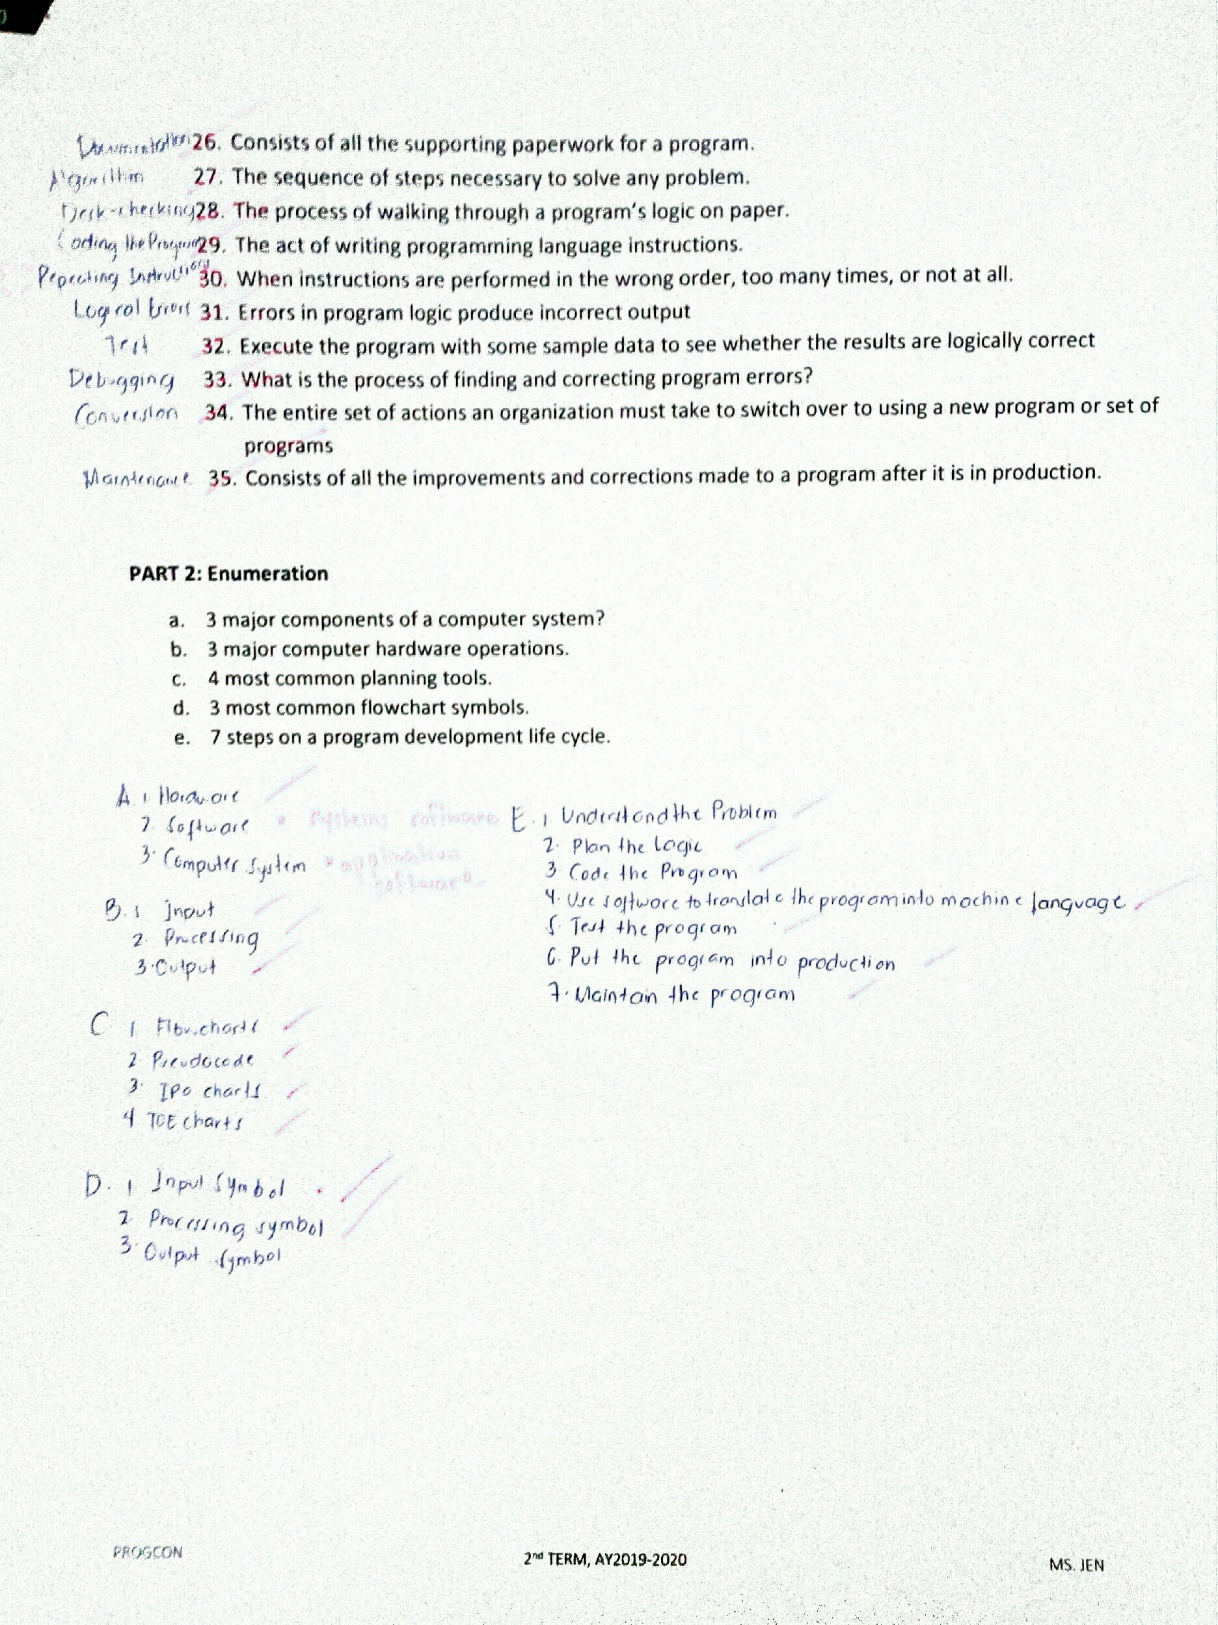 Documentation 26. Consists of all the supporting paperwork for a program.
Algorithm 27. The sequence of steps necessary to solve any problem.
Desk-checking 28. The process of walking through a program's logic on paper.
Coding the Program 29. The act of writing programming language instructions.
Repeating Instructions 30. When instructions are performed in the wrong order, too many times, or not at all.
Logical Errors 31. Errors in program logic produce incorrect output
Test 32. Execute the program with some sample data to see whether the results are logically correct
Debugging 33. What is the process of finding and correcting program errors?
Conversion 34. The entire set of actions an organization must take to switch over to using a new program or set of
programs
Maintenance 35. Consists of all the improvements and corrections made to a program after it is in production.
PART 2: Enumeration
a. 3 major components of a computer system?
b. 3 major computer hardware operations.
c. 4 most common planning tools.
d. 3 most common flowchart symbols.
e. 7 steps on a program development life cycle.
A 1 Hardware
2. Software systems software
3. Computer System application
software
B. 1 Input
2. Processing
3. Output
C 1 Flowcharts
2 Pseudocode
3. IPO charts
4 TOE charts
D. 1 Input Symbol
2. Processing symbol
3. Output symbol
E. 1 Understand the Problem
2. Plan the Logic
3 Code the Program
4. Use software to translate the program into machine language
5. Test the program
6. Put the program into production
7. Maintain the program
PROGCON
2nd TERM, AY2019-2020
MS. JEN